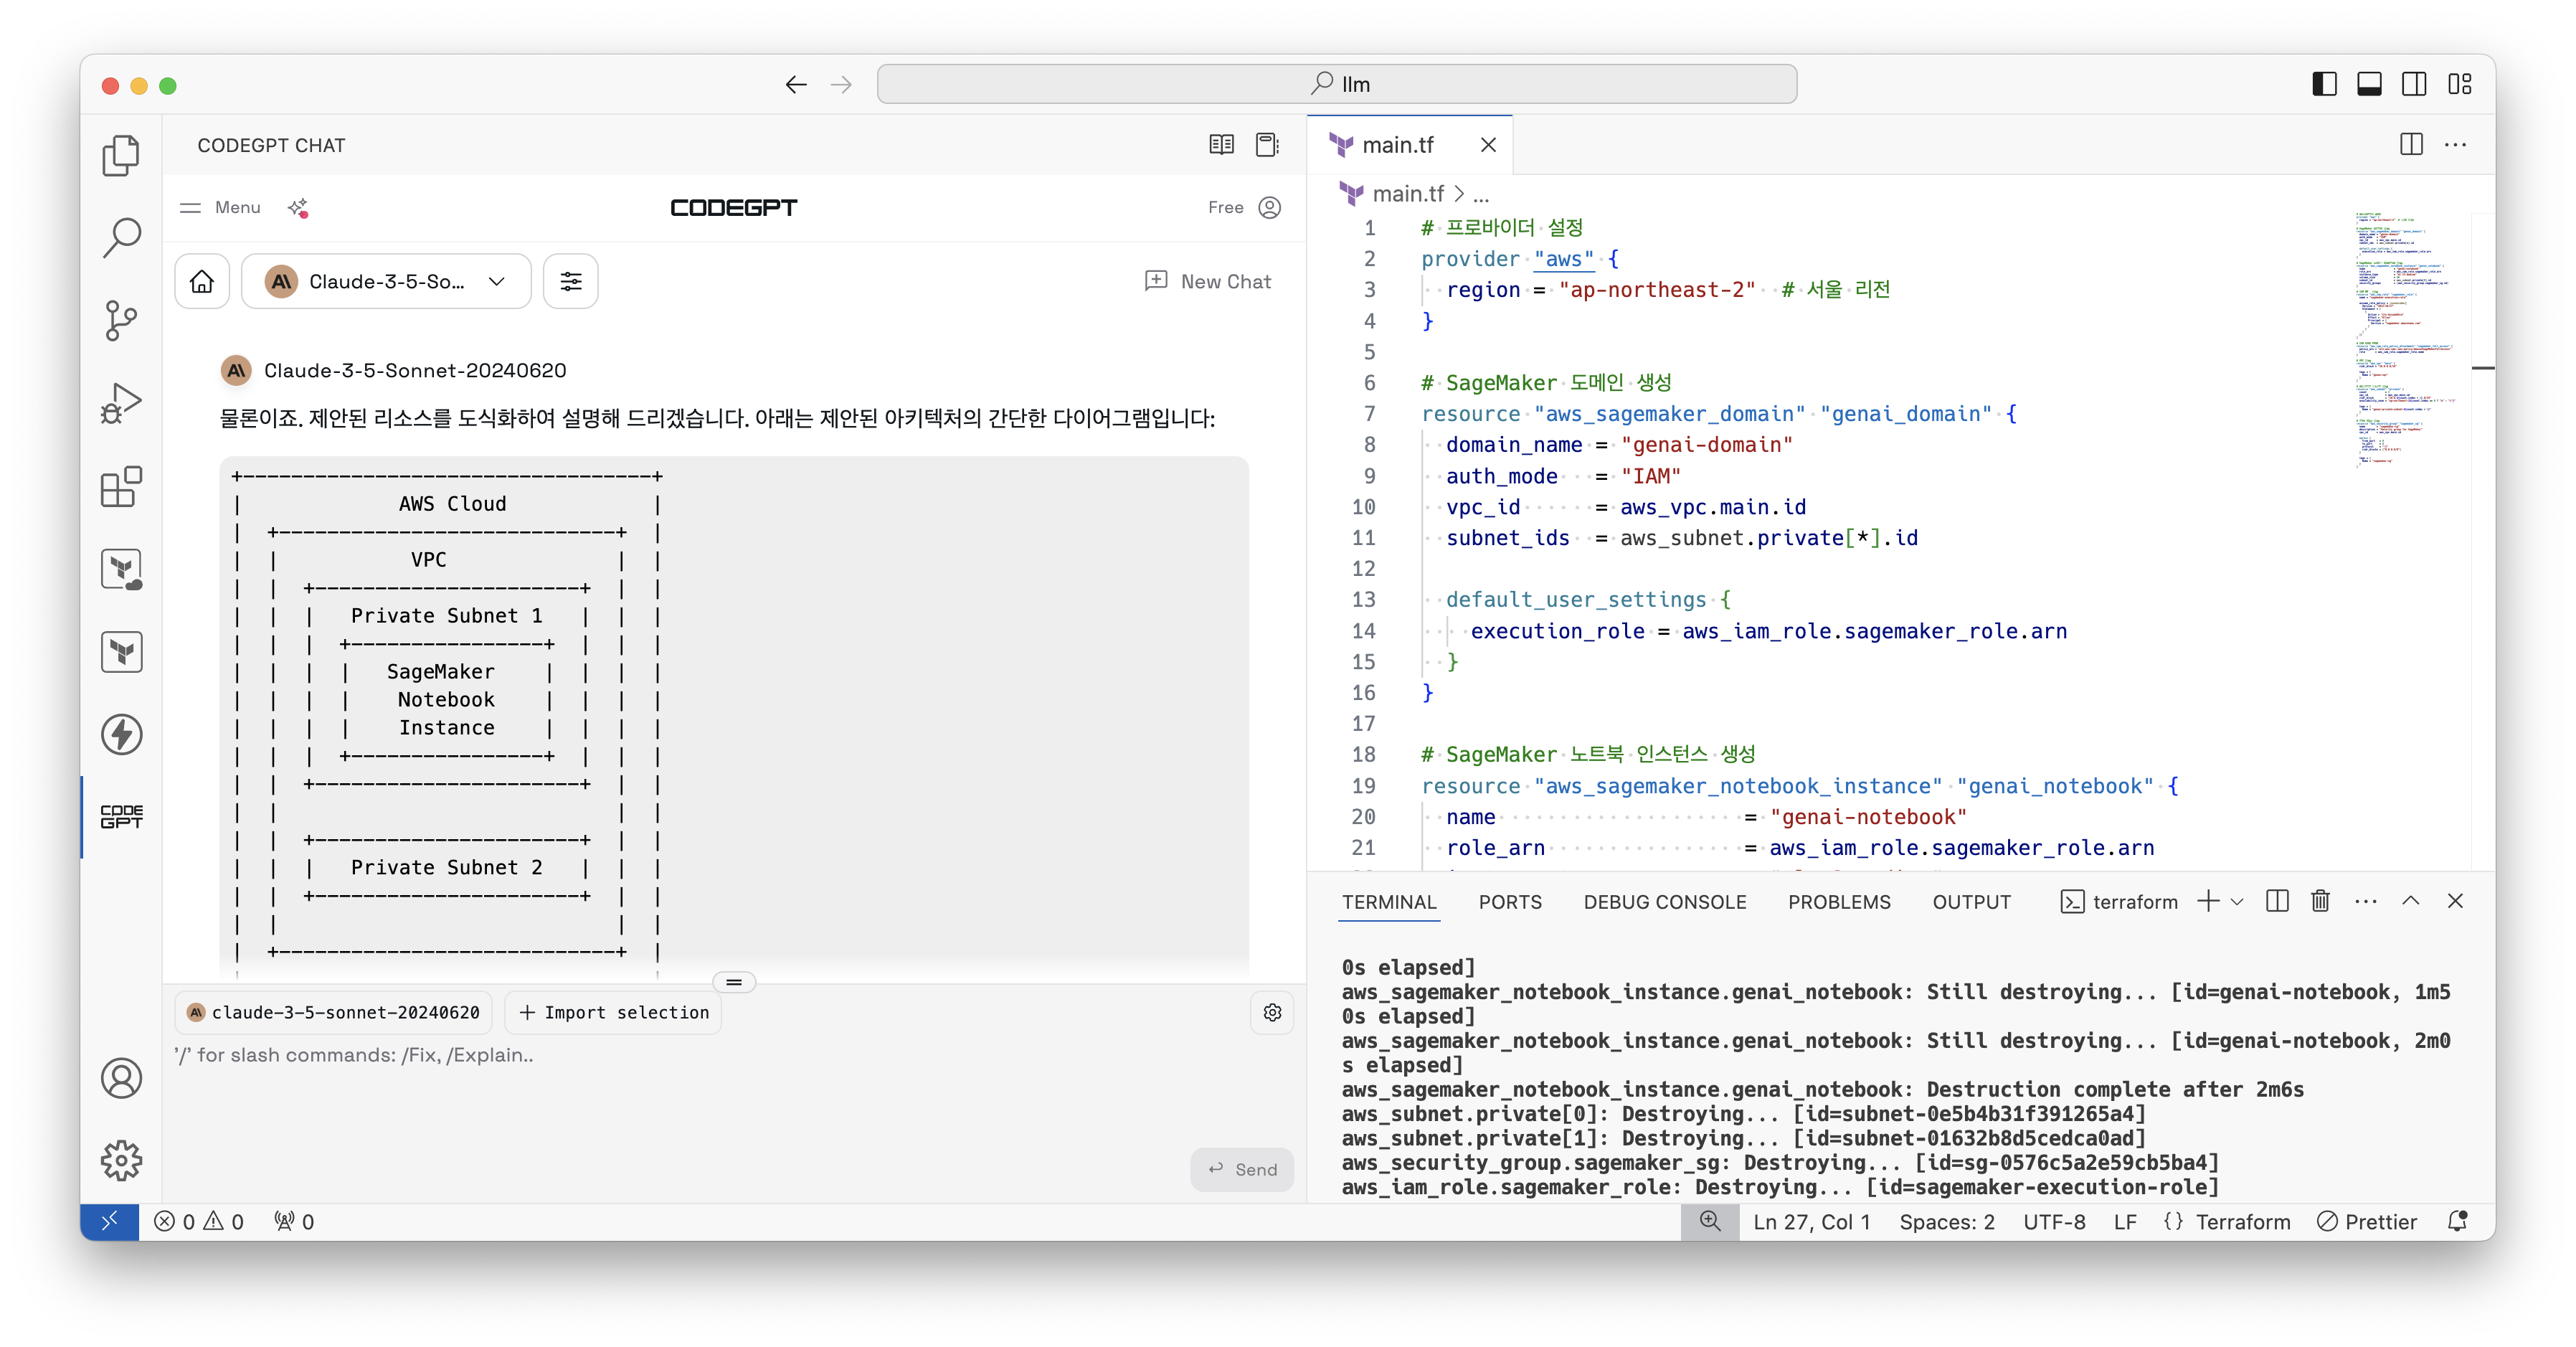 llm
CODEGPT CHAT
Menu
CODEGPT
Free
Claude-3-5-So...
New Chat
Claude-3-5-Sonnet-20240620
물론이죠. 제안된 리소스를 도식화하여 설명해 드리겠습니다. 아래는 제안된 아키텍처의 간단한 다이어그램입니다:
AWS Cloud
VPC
Private Subnet 1
SageMaker
Notebook
Instance
Private Subnet 2
claude-3-5-sonnet-20240620
+ Import selection
'/' for slash commands: /Fix, /Explain..
Send
CODE
GPT
main.tf
main.tf > ...
1 # 프로바이더 설정
2 provider "aws" {
3 region = "ap-northeast-2" # 서울 리전
4 }
5
6 # SageMaker 도메인 생성
7 resource "aws_sagemaker_domain" "genai_domain" {
8 domain_name = "genai-domain"
9 auth_mode = "IAM"
10 vpc_id = aws_vpc.main.id
11 subnet_ids = aws_subnet.private[*].id
12
13 default_user_settings {
14 execution_role = aws_iam_role.sagemaker_role.arn
15 }
16 }
17
18 # SageMaker 노트북 인스턴스 생성
19 resource "aws_sagemaker_notebook_instance" "genai_notebook" {
20 name = "genai-notebook"
21 role_arn = aws_iam_role.sagemaker_role.arn
TERMINAL PORTS DEBUG CONSOLE PROBLEMS OUTPUT terraform
0s elapsed]
aws_sagemaker_notebook_instance.genai_notebook: Still destroying... [id=genai-notebook, 1m5
0s elapsed]
aws_sagemaker_notebook_instance.genai_notebook: Still destroying... [id=genai-notebook, 2m0
s elapsed]
aws_sagemaker_notebook_instance.genai_notebook: Destruction complete after 2m6s
aws_subnet.private[0]: Destroying... [id=subnet-0e5b4b31f391265a4]
aws_subnet.private[1]: Destroying... [id=subnet-01632b8d5cedca0ad]
aws_security_group.sagemaker_sg: Destroying... [id=sg-0576c5a2e59cb5ba4]
aws_iam_role.sagemaker_role: Destroying... [id=sagemaker-execution-role]
0 0 0 Ln 27, Col 1 Spaces: 2 UTF-8 LF {} Terraform Prettier